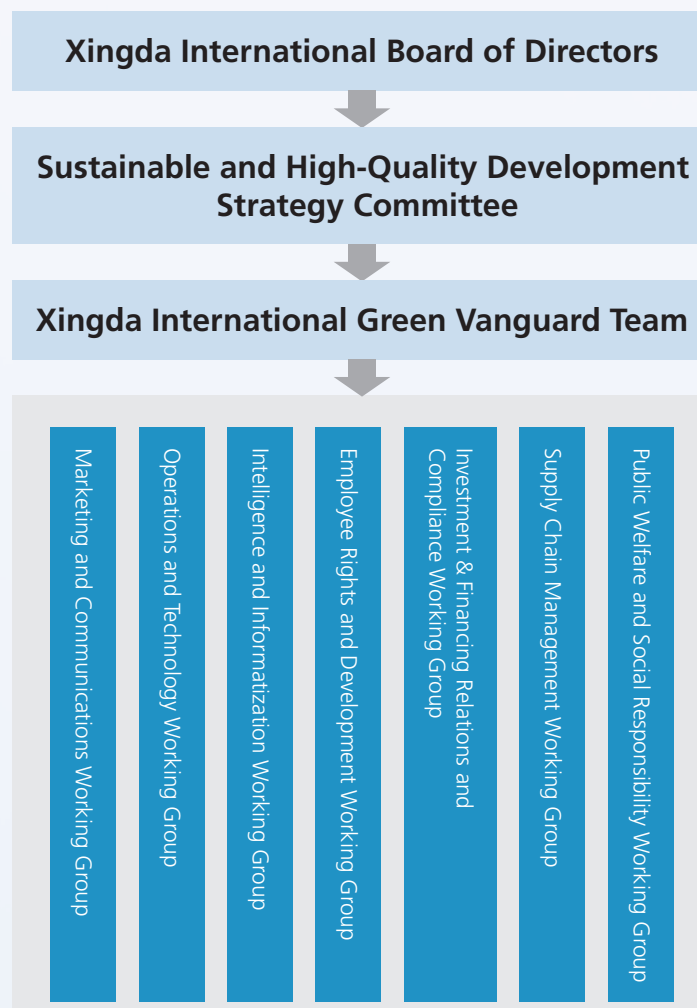 Xingda International Board of Directors
Sustainable and High-Quality Development
Strategy Committee
Xingda International Green Vanguard Team
Marketing and Communications Working Group
Operations and Technology Working Group
Intelligence and Informatization Working Group
Employee Rights and Development Working Group
Investment & Financing Relations and
Compliance Working Group
Supply Chain Management Working Group
Public Welfare and Social Responsibility Working Group